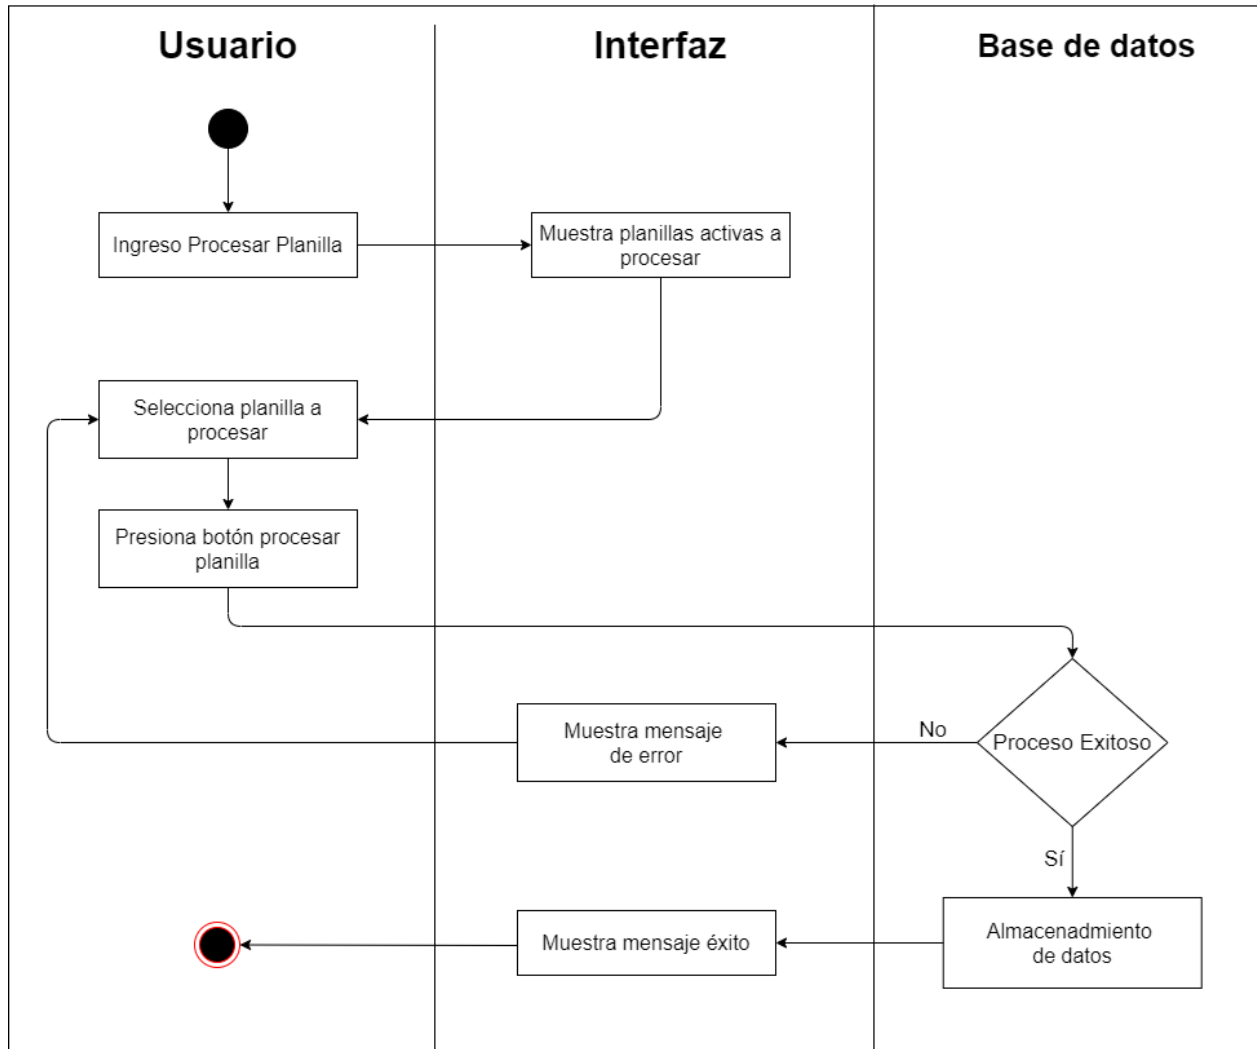 Usuario
Interfaz
Base de datos
Ingreso Procesar Planilla
Muestra planillas activas a
procesar
Selecciona planilla a
procesar
Presiona botón procesar
planilla
Proceso Exitoso
No
Muestra mensaje
de error
Sí
Almacenadmiento
de datos
Muestra mensaje éxito